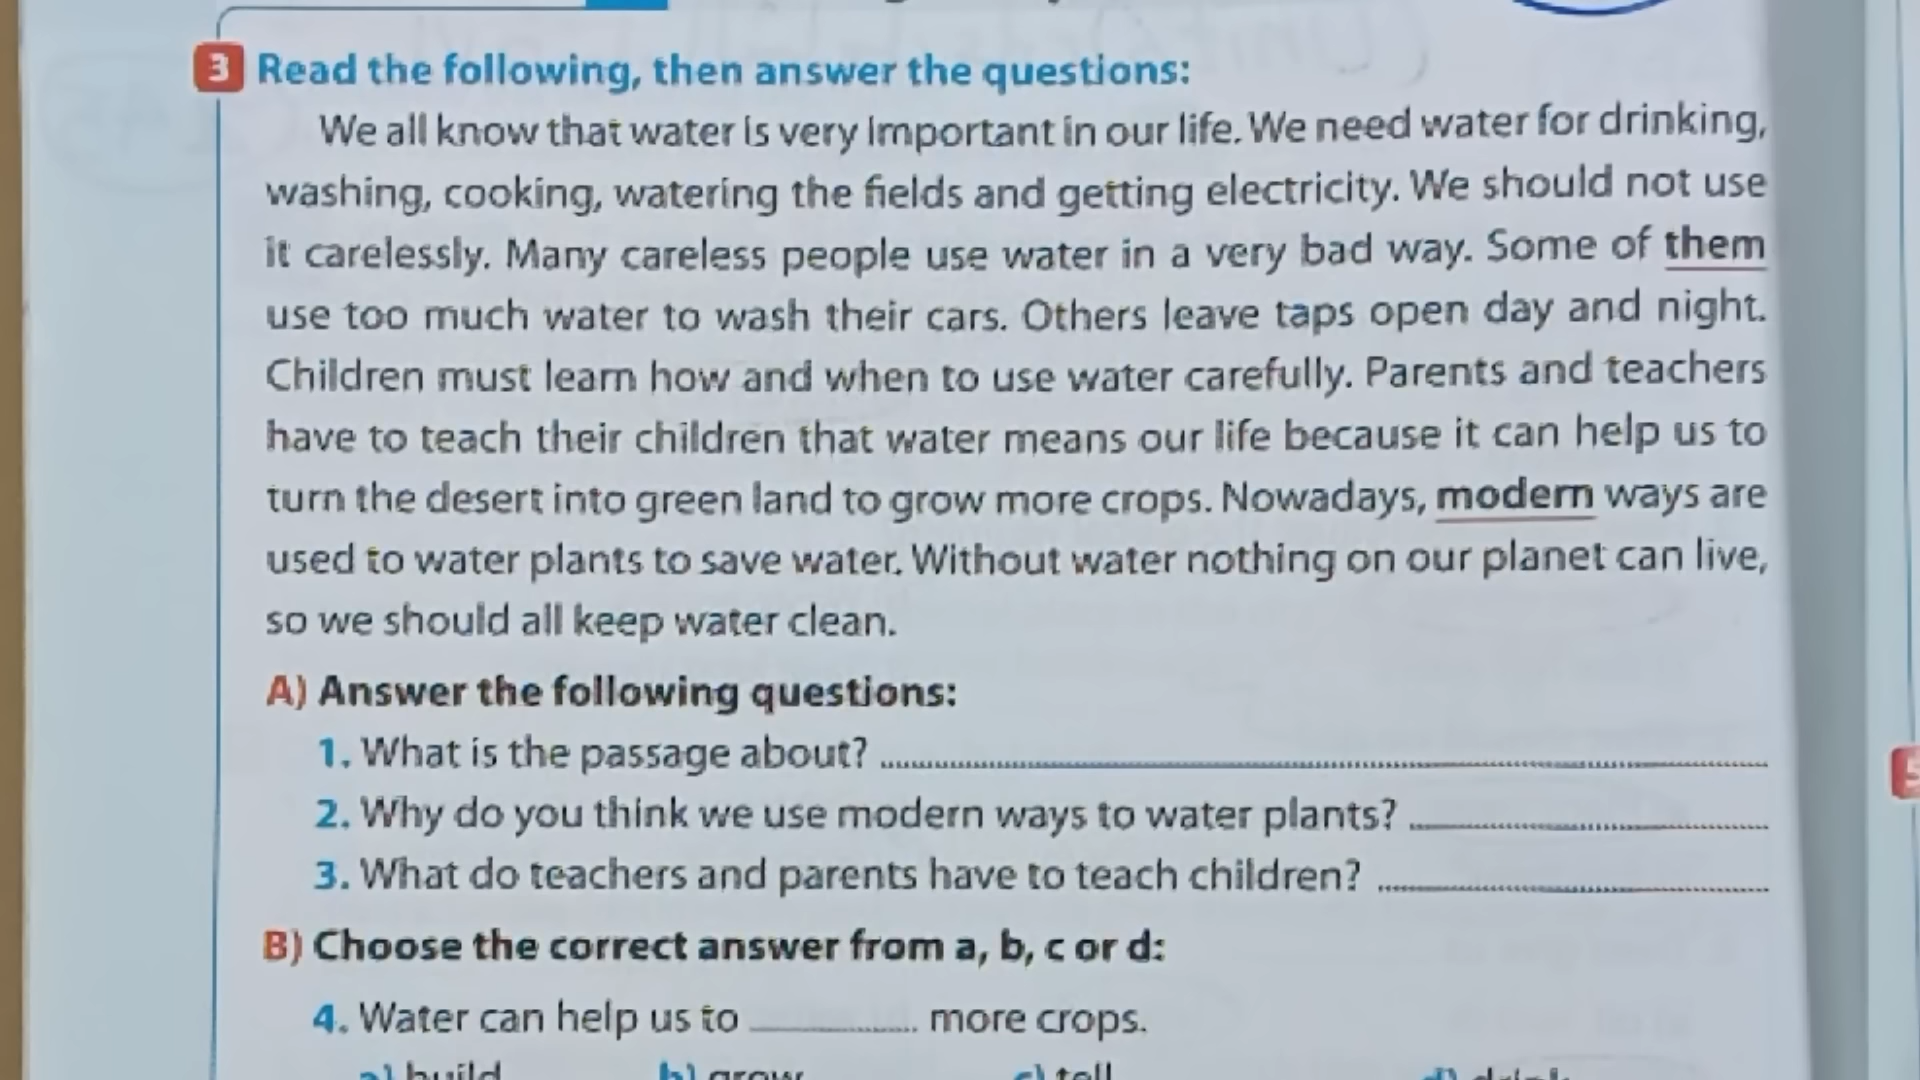 3 Read the following, then answer the questions:
We all know that water is very important in our life. We need water for drinking,
washing, cooking, watering the fields and getting electricity. We should not use
it carelessly. Many careless people use water in a very bad way. Some of them
use too much water to wash their cars. Others leave taps open day and night.
Children must learn how and when to use water carefully. Parents and teachers
have to teach their children that water means our life because it can help us to
turn the desert into green land to grow more crops. Nowadays, modern ways are
used to water plants to save water. Without water nothing on our planet can live,
so we should all keep water clean.
A) Answer the following questions:
1. What is the passage about?
2. Why do you think we use modern ways to water plants?
3. What do teachers and parents have to teach children?
B) Choose the correct answer from a, b, c or d:
4. Water can help us to .......... more crops.
a) build b) grow c) tell d) drink